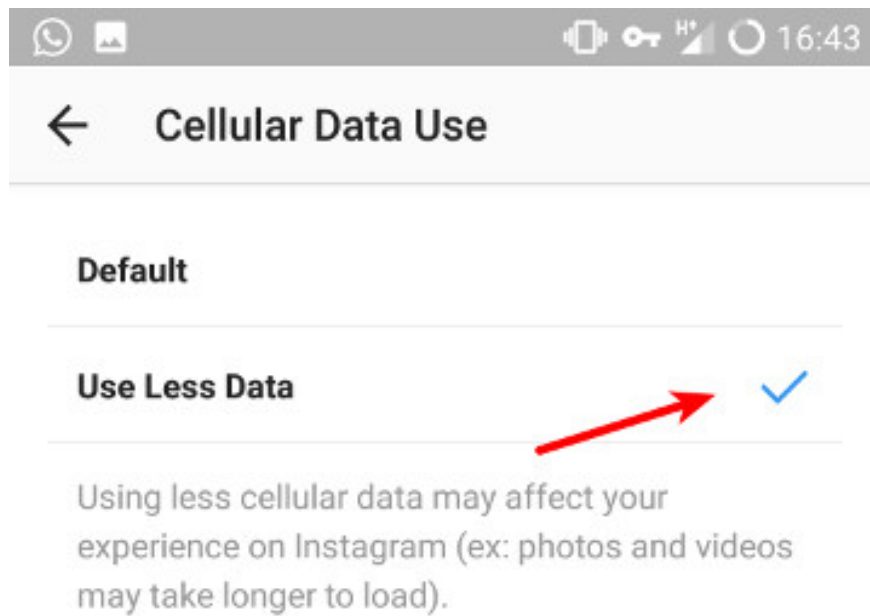 H+ 16:43
Cellular Data Use
Default
Use Less Data
Using less cellular data may affect your
experience on Instagram (ex: photos and videos
may take longer to load).